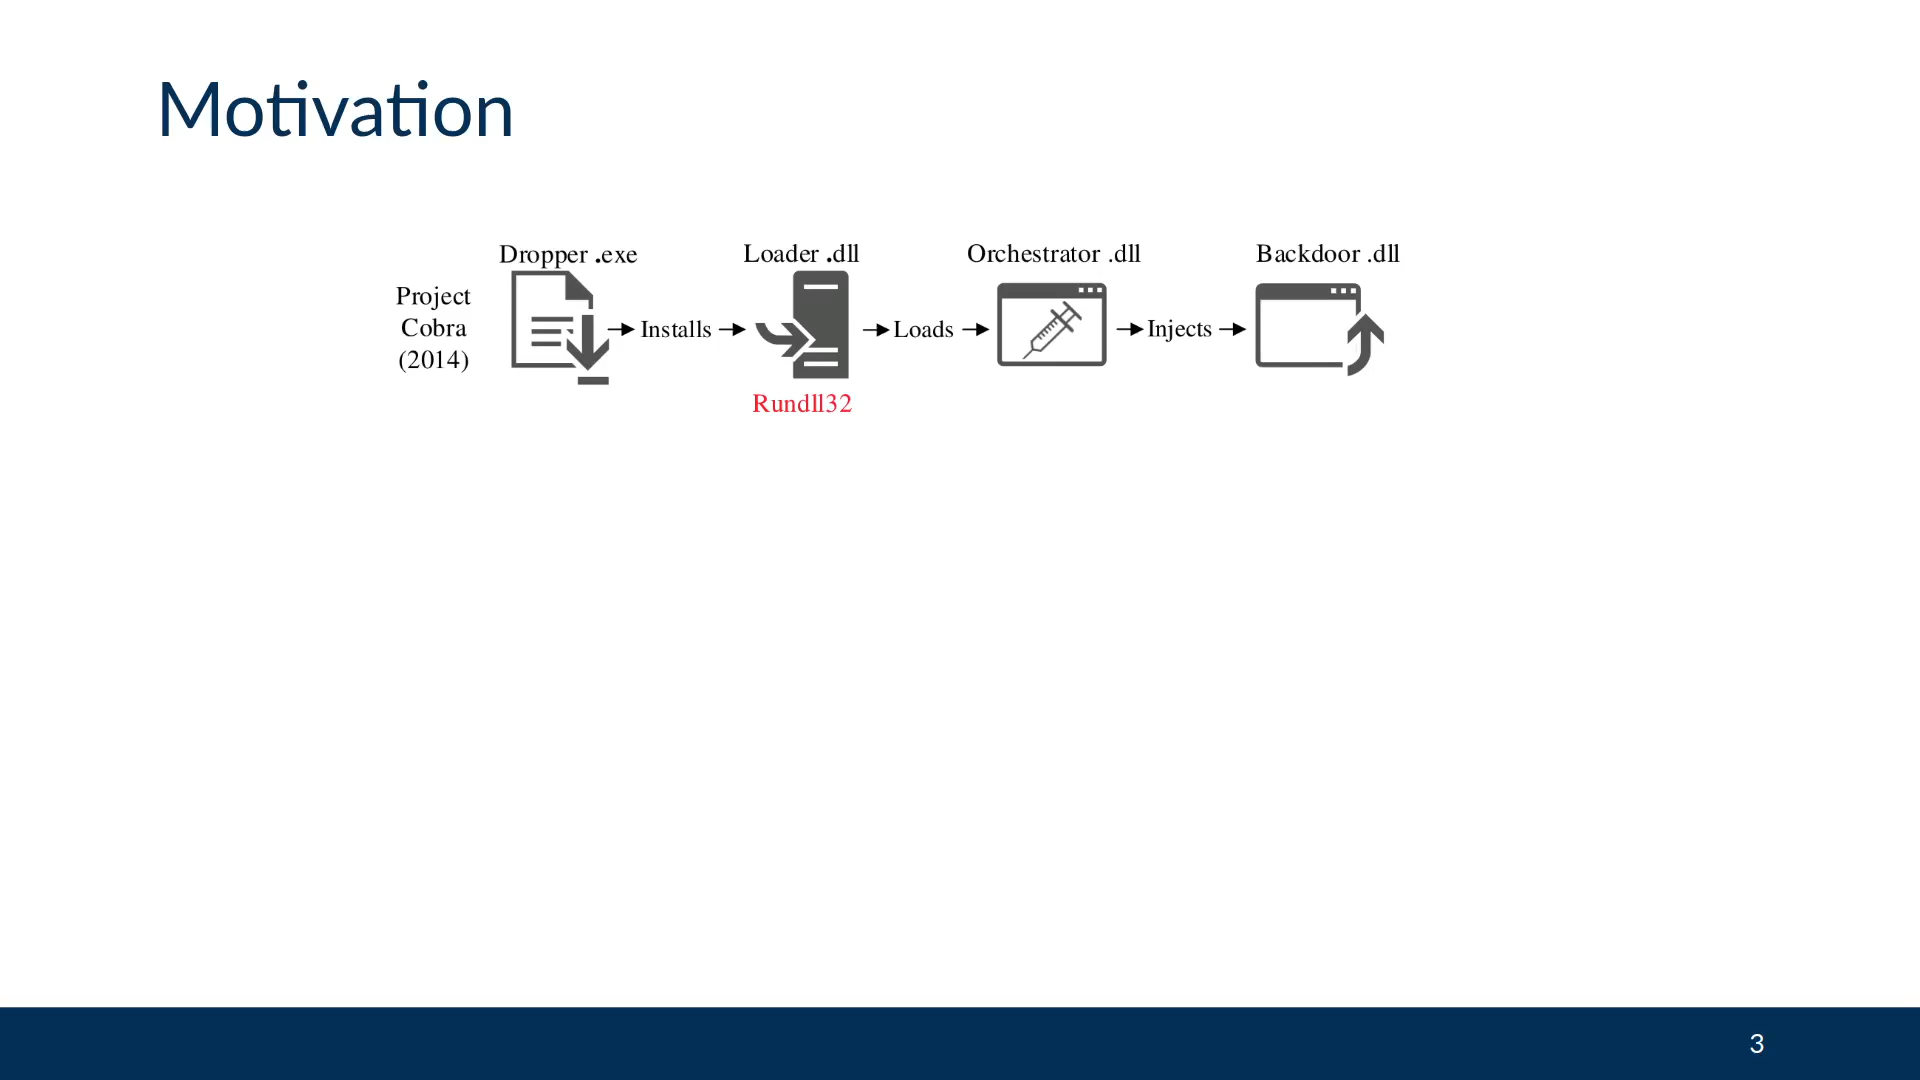 Motivation
Dropper .exe
Loader .dll
Orchestrator .dll
Backdoor .dll
Project
Cobra
(2014)
Installs
Loads
Injects
Rundll32
3